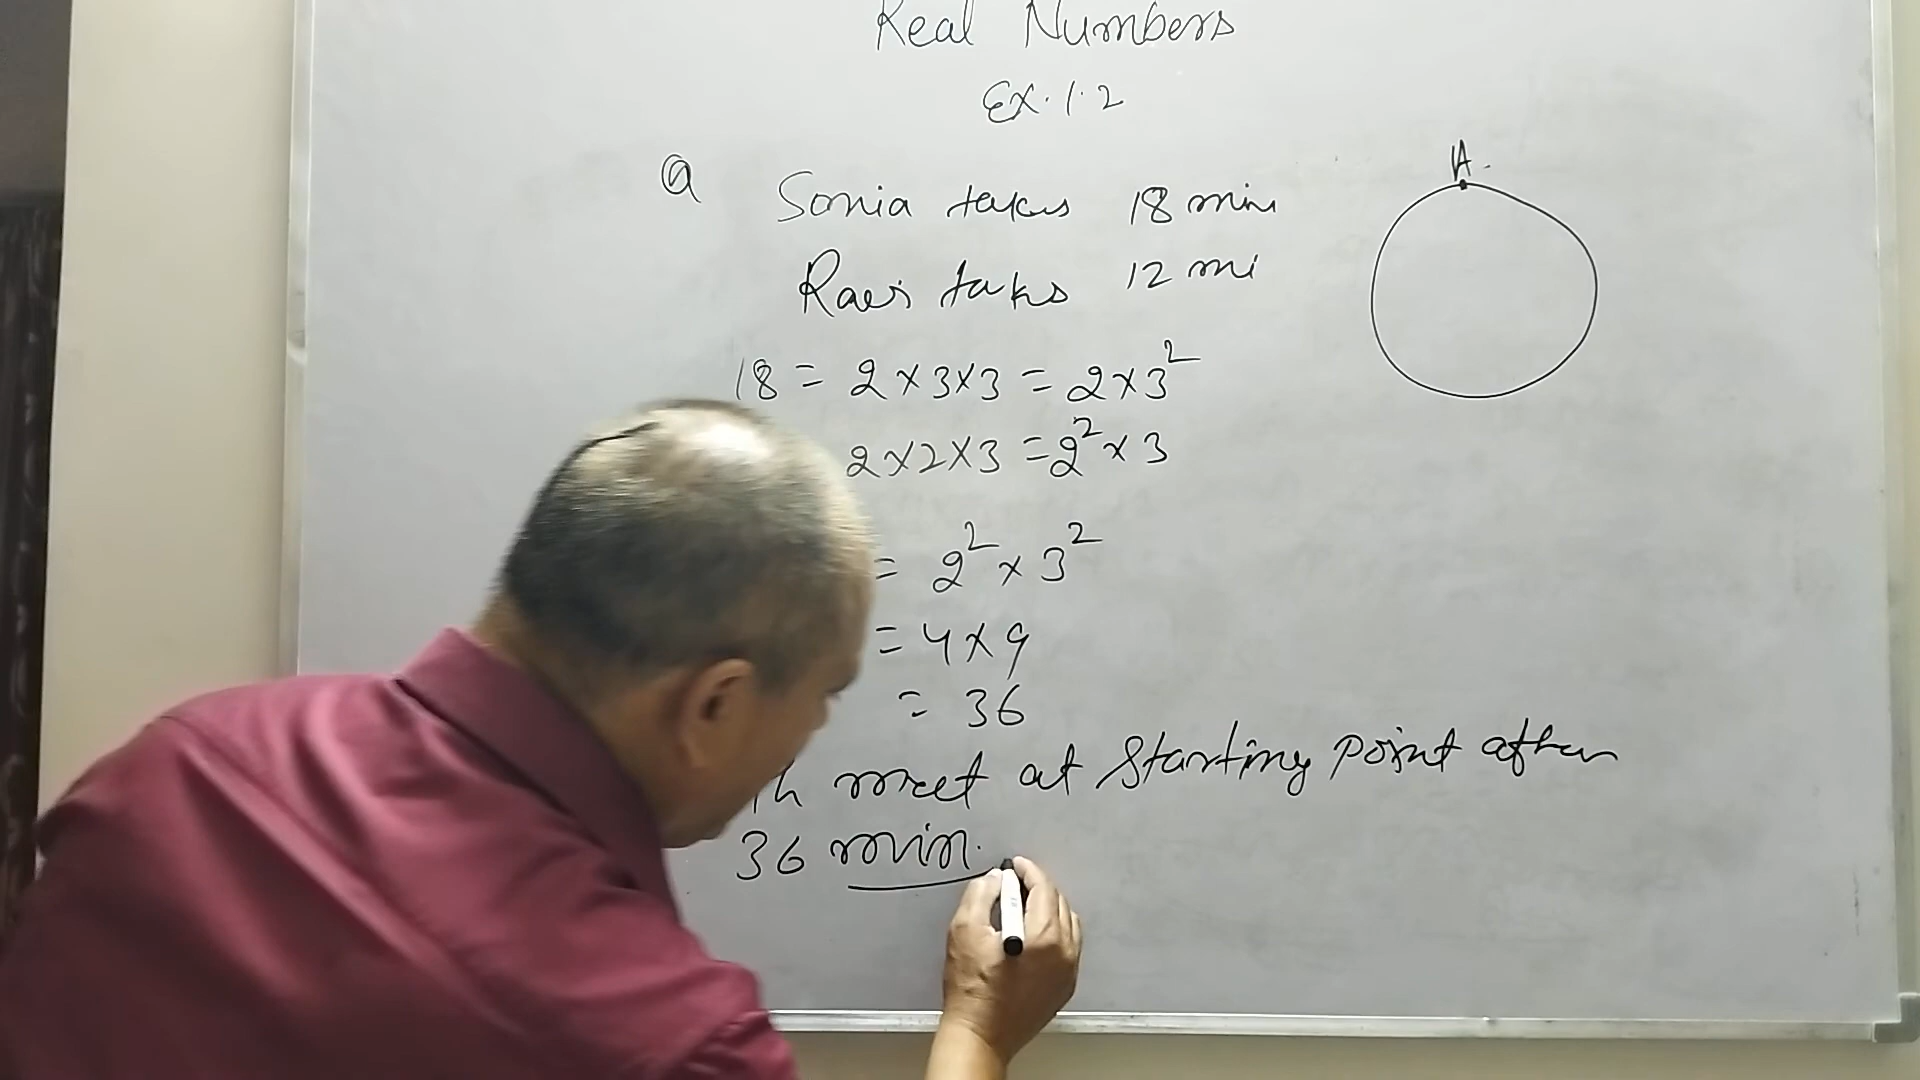 Real Numbers
Ex. 1.2
Q Sonia takes 18 min
A.
Ravi takes 12 mi
18 = 2 × 3 × 3 = 2 × 3²
2 × 2 × 3 = 2² × 3
= 2² × 3²
= 4 × 9
= 36
th meet at starting point after
36 min.